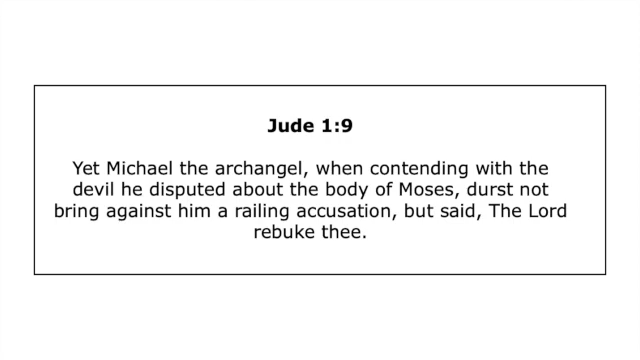 Jude 1:9
Yet Michael the archangel, when contending with the
devil he disputed about the body of Moses, durst not
bring against him a railing accusation, but said, The Lord
rebuke thee.